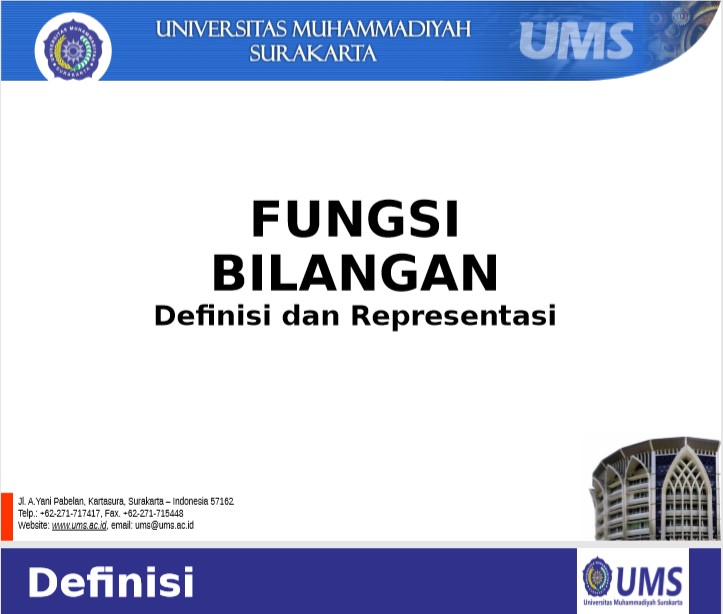 UNIVERSITAS MUHAMMADIYAH
SURAKARTA
UMS
FUNGSI
BILANGAN
Definisi dan Representasi
Jl. A.Yani Pabelan, Kartasura, Surakarta – Indonesia 57162
Telp.: +62-271-717417, Fax. +62-271-715448
Website: www.ums.ac.id, email: ums@ums.ac.id
Definisi
UMS
Universitas Muhammadiyah Surakarta